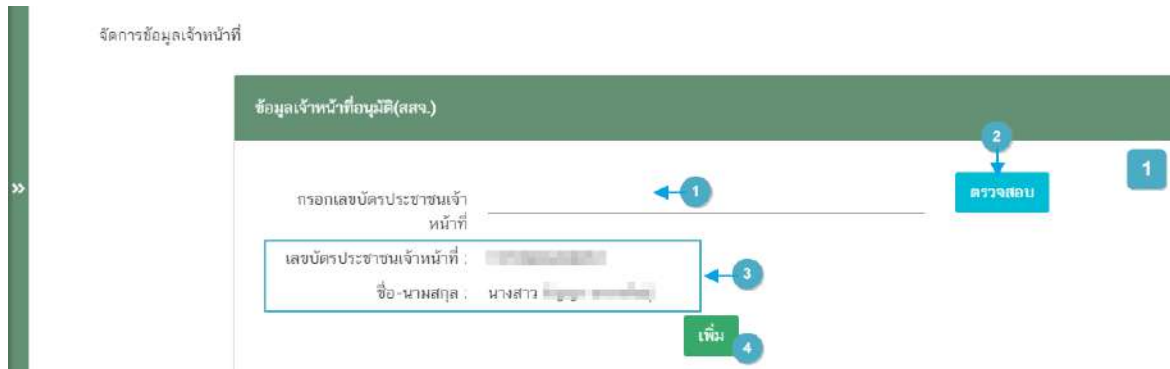 จัดการข้อมูลเจ้าหน้าที่
ข้อมูลเจ้าหน้าที่อนุมัติ(สสจ.)
2
1
»
กรอกเลขบัตรประชาชนเจ้า
หน้าที่
1
ตรวจสอบ
เลขบัตรประชาชนเจ้าหน้าที่ :
ชื่อ-นามสกุล : นางสาว
3
เพิ่ม
4